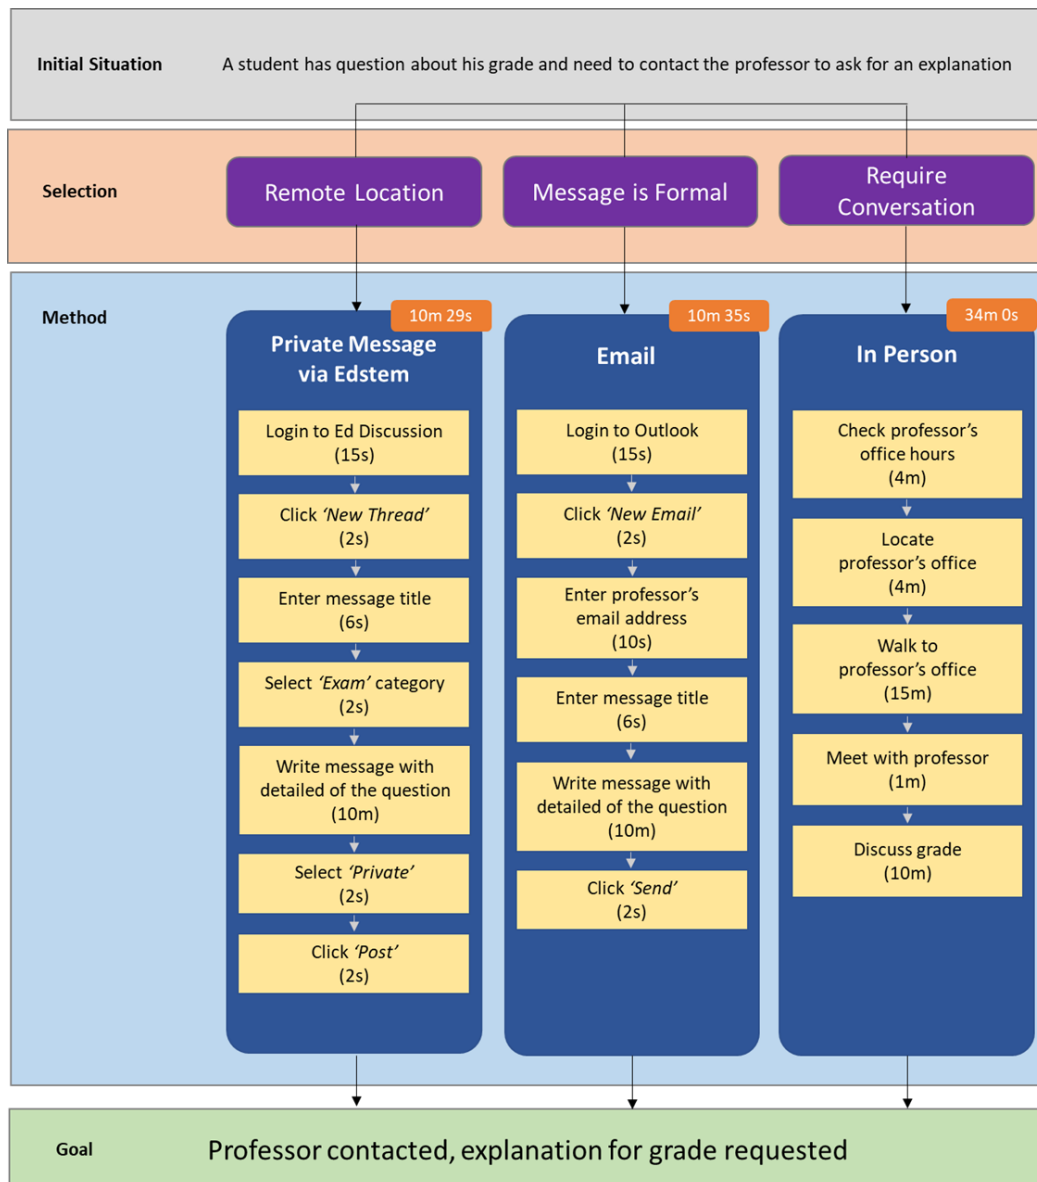 Initial Situation
A student has question about his grade and need to contact the professor to ask for an explanation
Selection
Remote Location
Message is Formal
Require
Conversation
Method
10m 29s
Private Message
via Edstem
Login to Ed Discussion
(15s)
Click ‘New Thread’
(2s)
Enter message title
(6s)
Select ‘Exam’ category
(2s)
Write message with
detailed of the question
(10m)
Select ‘Private’
(2s)
Click ‘Post’
(2s)
10m 35s
Email
Login to Outlook
(15s)
Click ‘New Email’
(2s)
Enter professor’s
email address
(10s)
Enter message title
(6s)
Write message with
detailed of the question
(10m)
Click ‘Send’
(2s)
34m 0s
In Person
Check professor’s
office hours
(4m)
Locate
professor’s office
(4m)
Walk to
professor’s office
(15m)
Meet with professor
(1m)
Discuss grade
(10m)
Goal
Professor contacted, explanation for grade requested